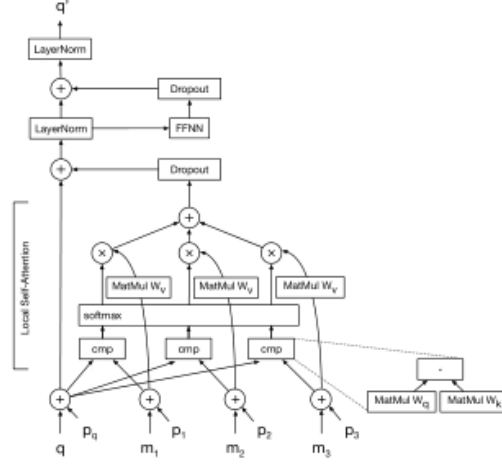 q'
LayerNorm
Dropout
LayerNorm
FFNN
Dropout
Local Self-Attention
MatMul Wv
MatMul Wv
MatMul Wv
softmax
cmp
cmp
cmp
MatMul Wq
MatMul Wk
q
pq
m1
p1
m2
p2
m3
p3